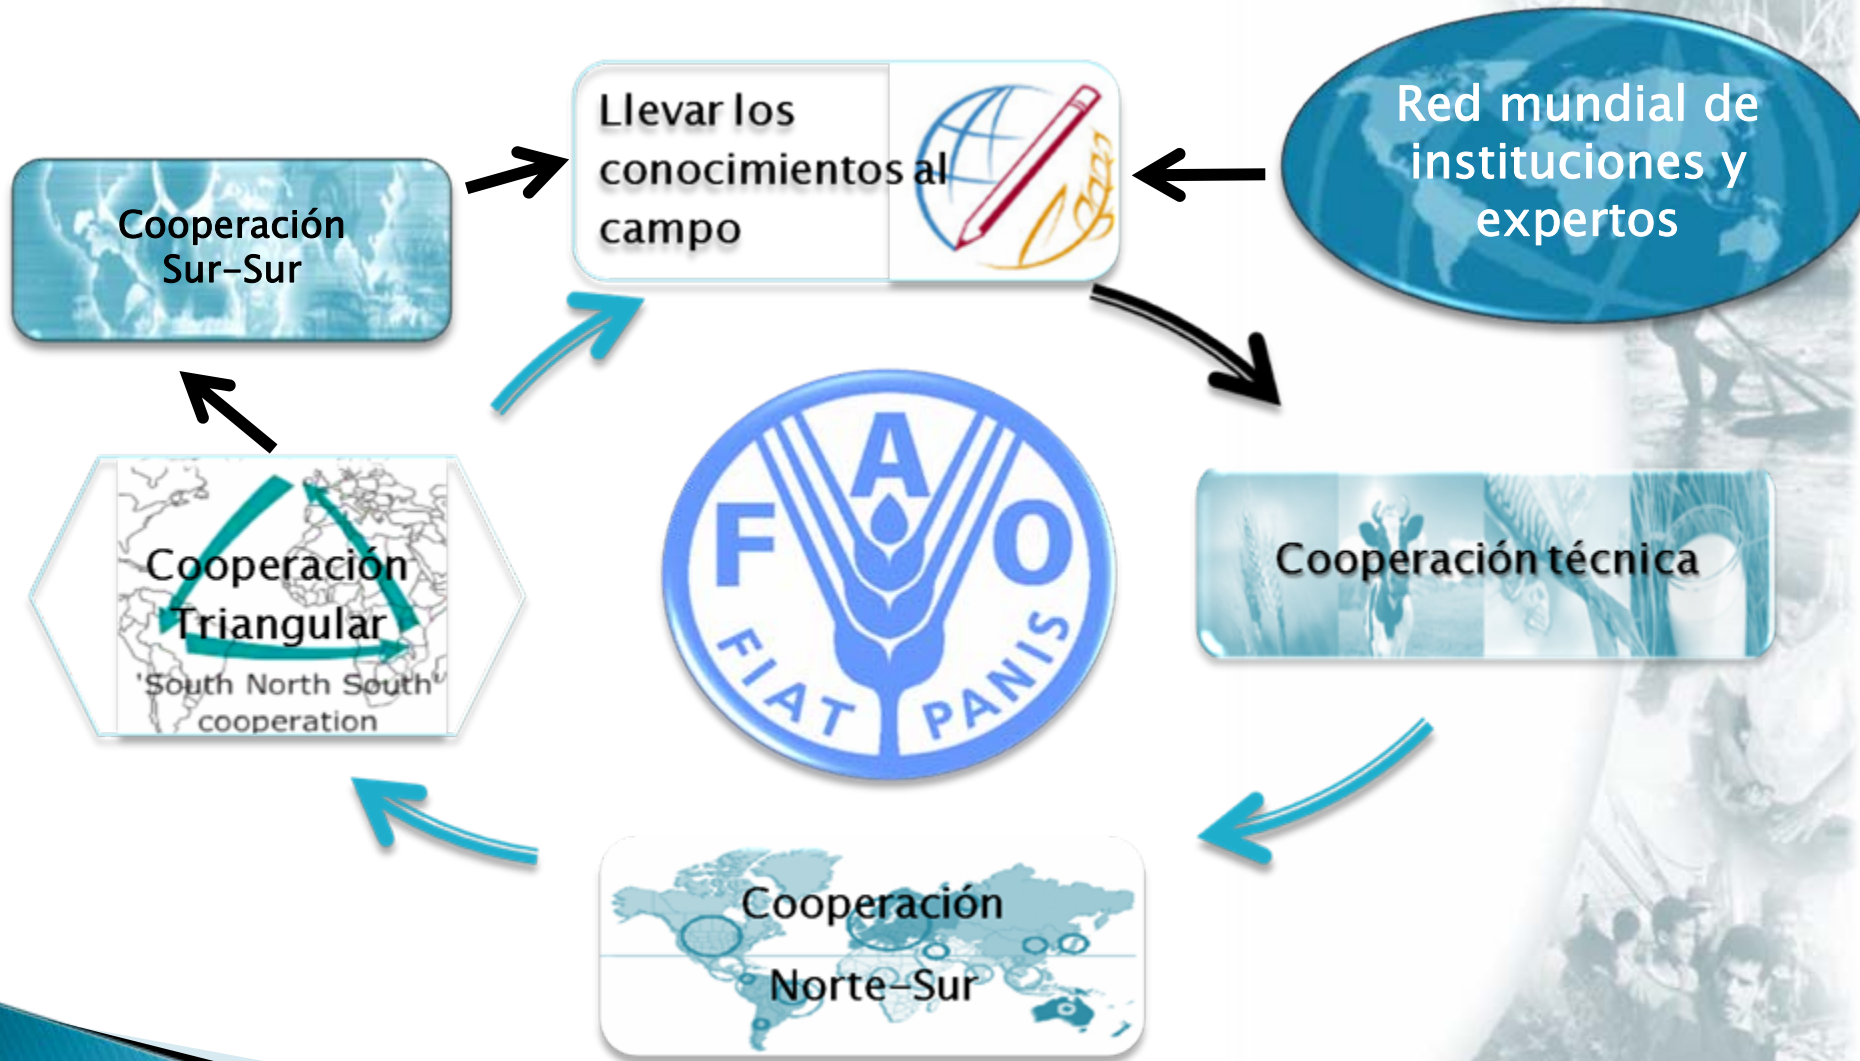 Llevar los
conocimientos al
campo
Red mundial de
instituciones y
expertos
Cooperación
Sur-Sur
F A O
FIAT PANIS
Cooperación técnica
Cooperación
Triangular
'South North South'
cooperation
Cooperación
Norte-Sur